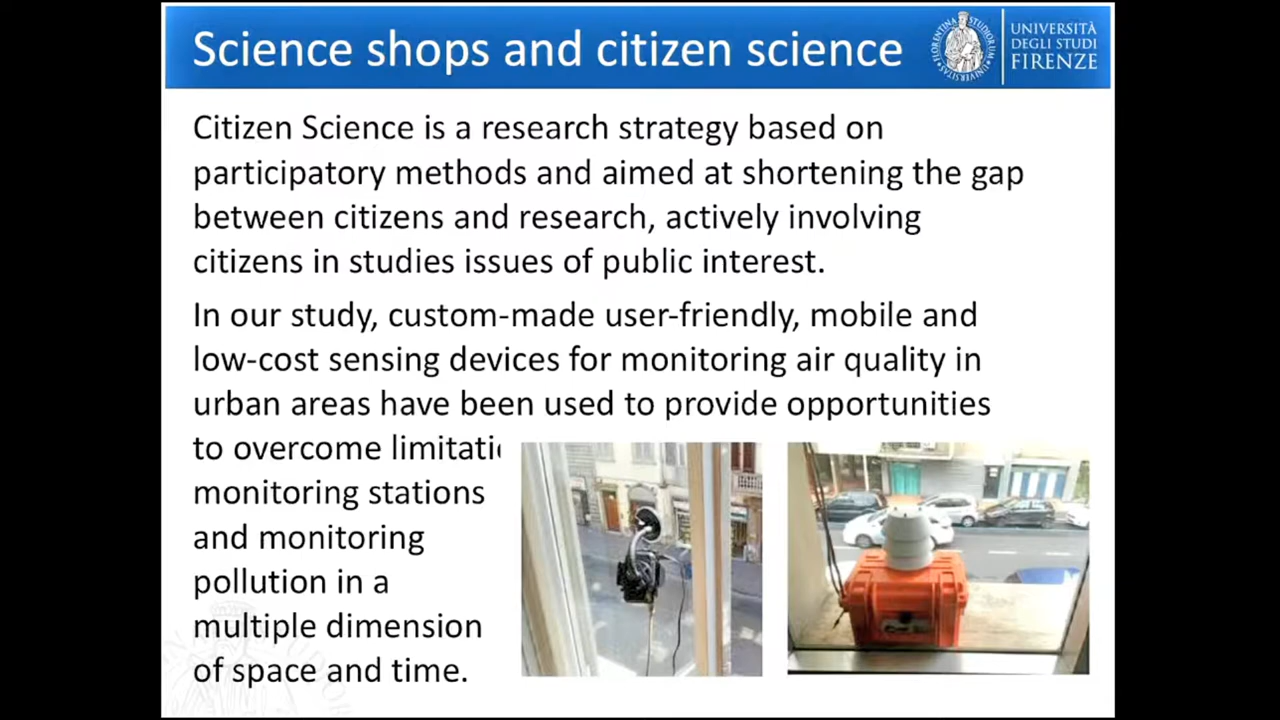 Science shops and citizen science
UNIVERSITÀ
DEGLI STUDI
FIRENZE
Citizen Science is a research strategy based on
participatory methods and aimed at shortening the gap
between citizens and research, actively involving
citizens in studies issues of public interest.
In our study, custom-made user-friendly, mobile and
low-cost sensing devices for monitoring air quality in
urban areas have been used to provide opportunities
to overcome
monitoring stations
and monitoring
pollution in a
multiple dimension
of space and time.